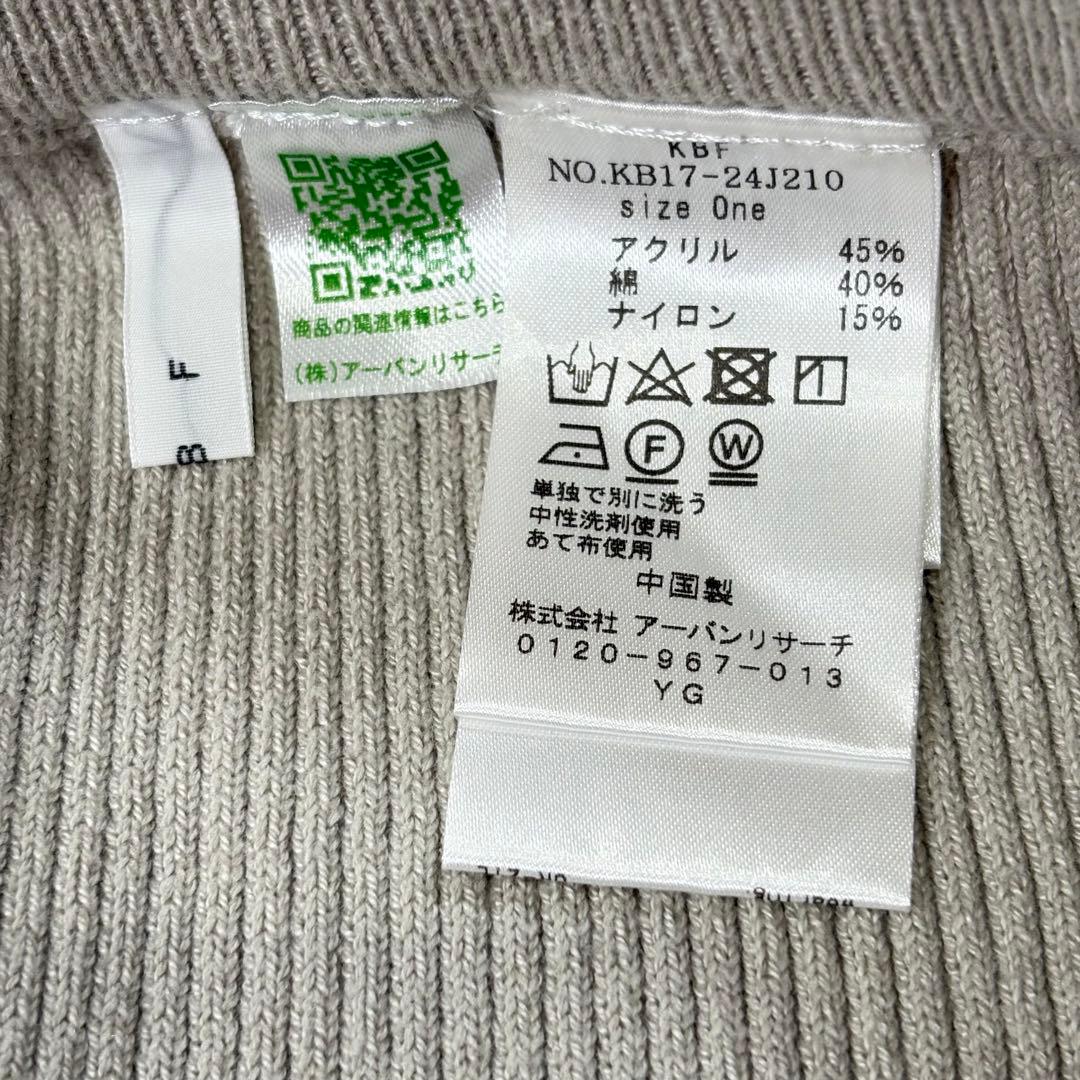 B F
商品の関連情報はこちら
(株)アーバンリサーチ
KBF
NO.KB17-24J210
size One
アクリル 45%
綿 40%
ナイロン 15%
F
W
単独で別に洗う
中性洗剤使用
あて布使用
中国製
株式会社 アーバンリサーチ
0120-967-013
YG